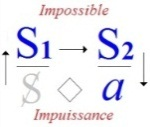 Impossible
S1 → S2
$ ◇ a
Impuissance